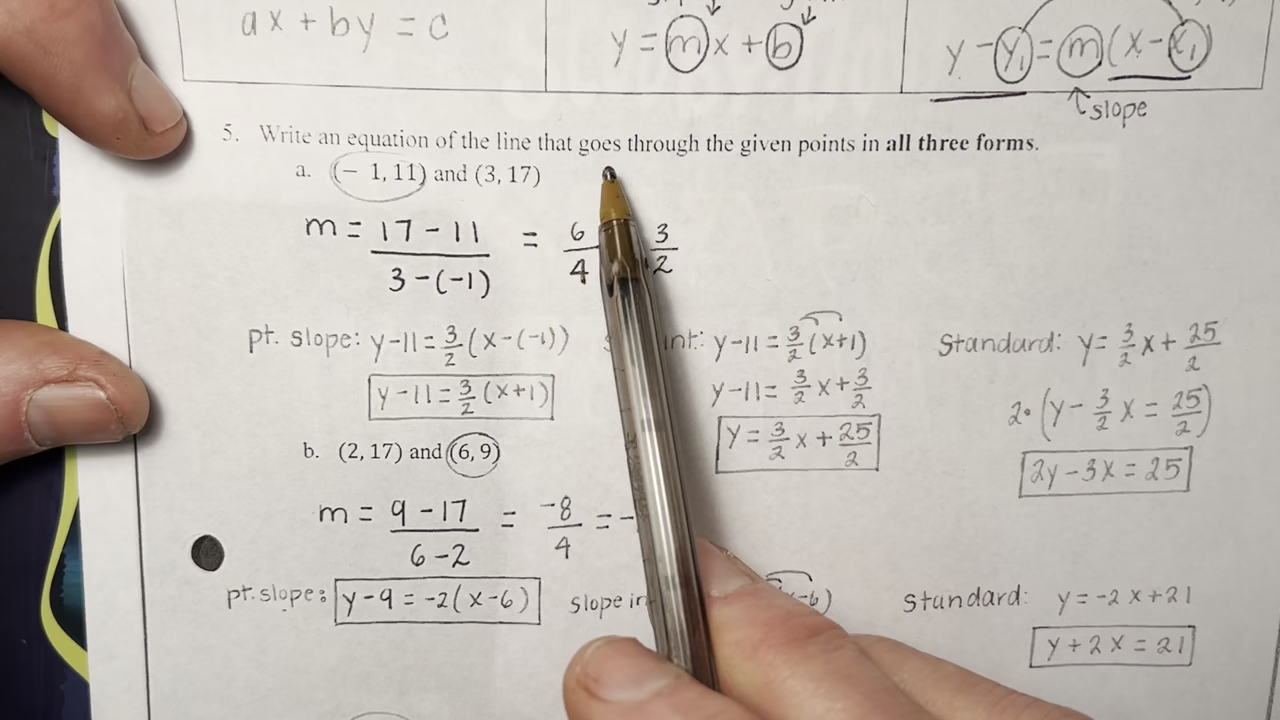 ax + by = c
y = mx + b
y - y₁ = m(x - x₁)
slope
5. Write an equation of the line that goes through the given points in all three forms.
a. (− 1, 11) and (3, 17)
m = 17 - 11 / 3 - (-1) = 6/4 3/2
pt. slope: y-11 = 3/2 (x-(-1))
y-11 = 3/2 (x+1)
int: y-11 = 3/2 (x+1)
y-11 = 3/2 x + 3/2
y = 3/2 x + 25/2
Standard: y = 3/2 x + 25/2
2• (y - 3/2 x = 25/2)
2y - 3x = 25
b. (2, 17) and (6, 9)
m = 9 - 17 / 6 - 2 = -8/4 = -
pt. slope: y-9 = -2(x-6)
slope in
-6)
Standard: y = -2x+21
y + 2x = 21